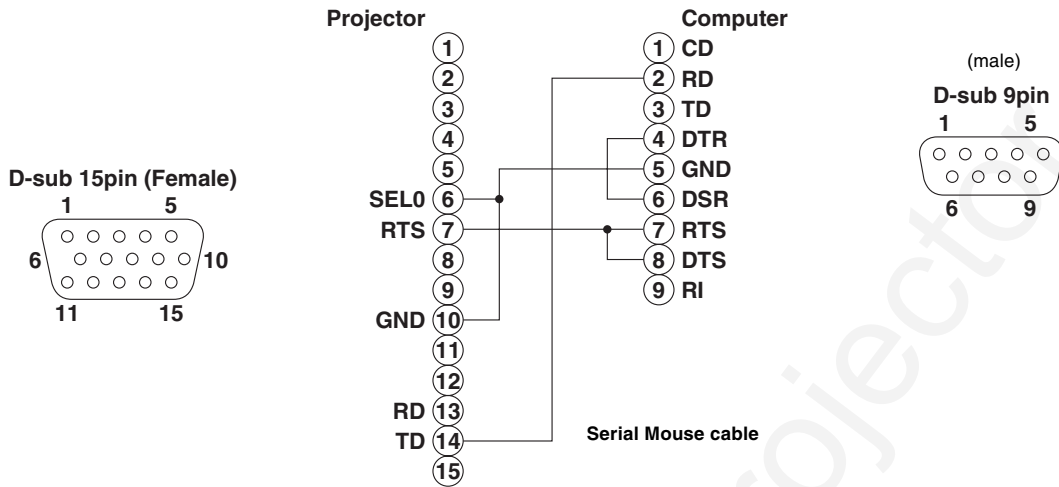 Projector
1
2
3
4
5
SEL0 6
RTS 7
8
9
GND 10
11
12
RD 13
TD 14
15
Computer
1 CD
2 RD
3 TD
4 DTR
5 GND
6 DSR
7 RTS
8 DTS
9 RI
D-sub 15pin (Female)
1 5
6 10
11 15
(male)
D-sub 9pin
1 5
6 9
Serial Mouse cable
rojector